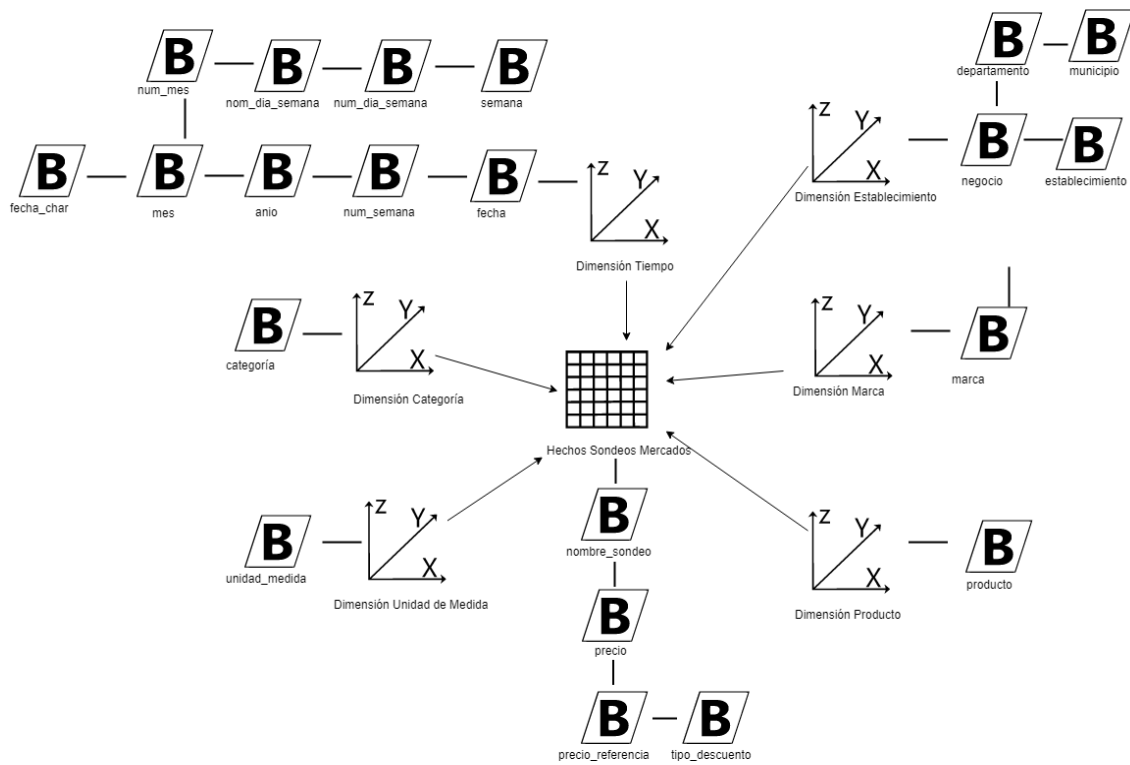 B B B B
num_mes nom_dia_semana num_dia_semana semana
B B B B B
fecha_char mes anio num_semana fecha
Z Y X
Dimensión Tiempo
B B
departamento municipio
Z Y X B B
Dimensión Establecimiento negocio establecimiento
B Z Y X
categoría Dimensión Categoría
Z Y X B
Dimensión Marca marca
Hechos Sondeos Mercados
B Z Y X
unidad_medida Dimensión Unidad de Medida
B
nombre_sondeo
B
precio
B B
precio_referencia tipo_descuento
Z Y X B
Dimensión Producto producto